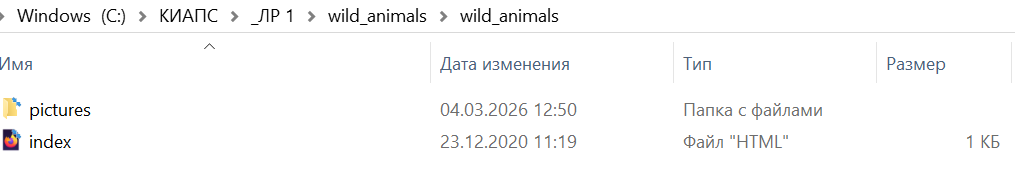 Windows (C:) > КИАПС > _ЛР 1 > wild_animals > wild_animals
Имя Дата изменения Тип Размер
pictures 04.03.2026 12:50 Папка с файлами
index 23.12.2020 11:19 Файл "HTML" 1 КБ